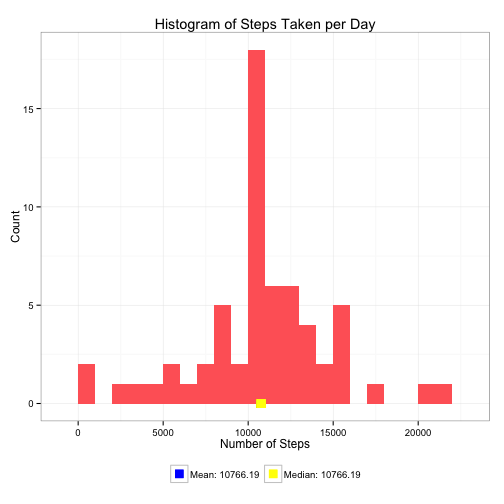 Histogram of Steps Taken per Day
Count
15
10
5
0
0 5000 10000 15000 20000
Number of Steps
Mean: 10766.19 Median: 10766.19